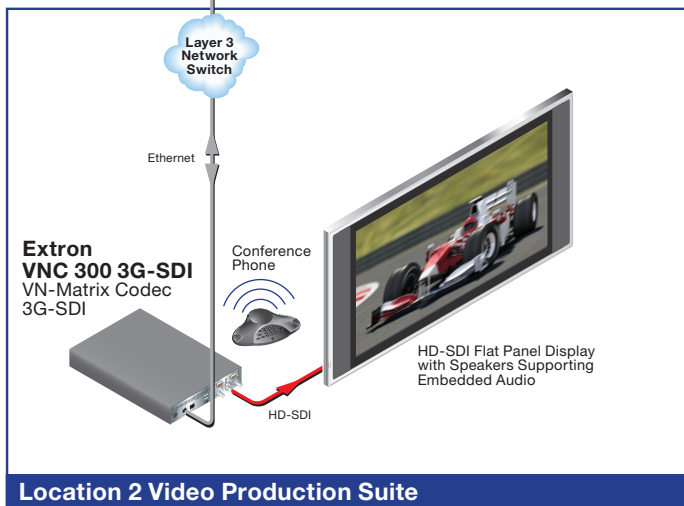 Layer 3
Network
Switch
Ethernet
Extron
VNC 300 3G-SDI
VN-Matrix Codec
3G-SDI
Conference
Phone
HD-SDI Flat Panel Display
with Speakers Supporting
Embedded Audio
HD-SDI
Location 2 Video Production Suite